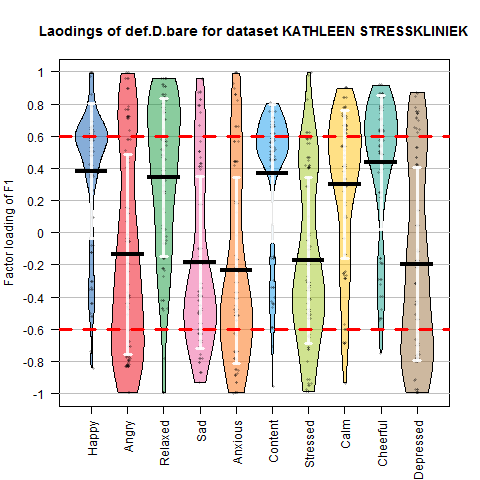 Laodings of def.D.bare for dataset KATHLEEN STRESSKLINIEK
Factor loading of F1
1
0.8
0.6
0.4
0.2
0
-0.2
-0.4
-0.6
-0.8
-1
Happy
Angry
Relaxed
Sad
Anxious
Content
Stressed
Calm
Cheerful
Depressed